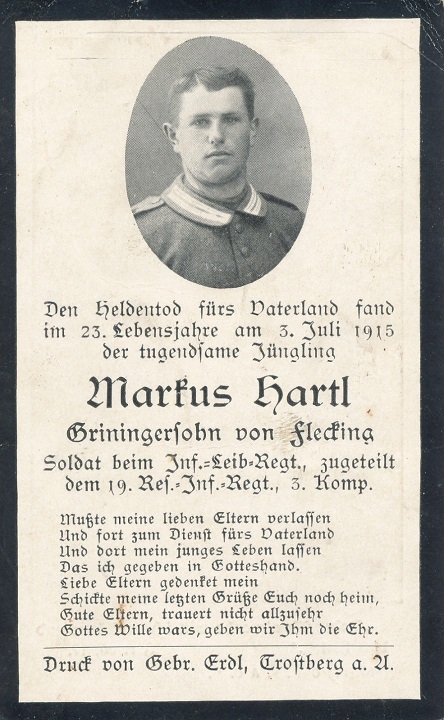 Den Heldentod fürs Vaterland fand
im 23. Lebensjahre am 3. Juli 1915
der tugendsame Jüngling
Markus Hartl
Griningersohn von Flecking
Soldat beim Inf.=Leib=Regt., zugeteilt
dem 19. Res.=Inf.=Regt., 3. Komp.
Mußte meine lieben Eltern verlassen
Und fort zum Dienst fürs Vaterland
Und dort mein junges Leben lassen
Das ich gegeben in Gotteshand.
Liebe Eltern gedenket mein
Schickte meine letzten Grüße Euch noch heim,
Gute Eltern, trauert nicht allzusehr
Gottes Wille wars, geben wir Ihm die Ehr.
Druck von Gebr. Erdl, Trostberg a. A.